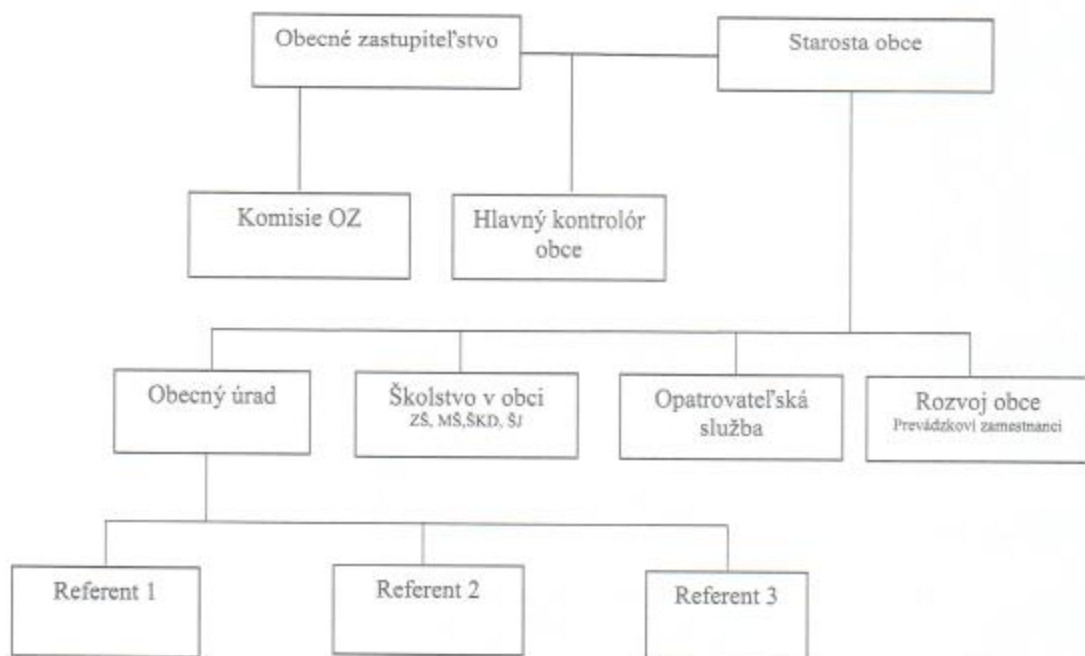 Obecné zastupiteľstvo
Starosta obce
Komisie OZ
Hlavný kontrolór
obce
Obecný úrad
Školstvo v obci
ZŠ, MŠ,ŠKD, ŠJ
Opatrovateľská
služba
Rozvoj obce
Prevádzkoví zamestnanci
Referent 1
Referent 2
Referent 3